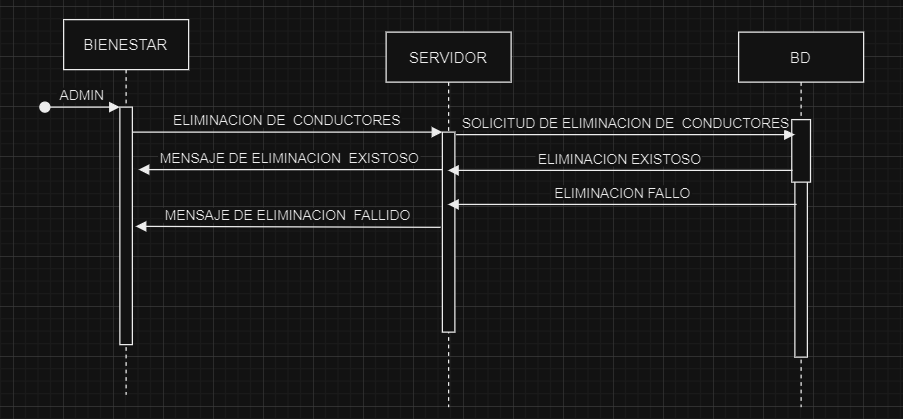 BIENESTAR
SERVIDOR
BD
ADMIN
ELIMINACION DE CONDUCTORES
SOLICITUD DE ELIMINACION DE CONDUCTORES
MENSAJE DE ELIMINACION EXISTOSO
ELIMINACION EXISTOSO
ELIMINACION FALLO
MENSAJE DE ELIMINACION FALLIDO